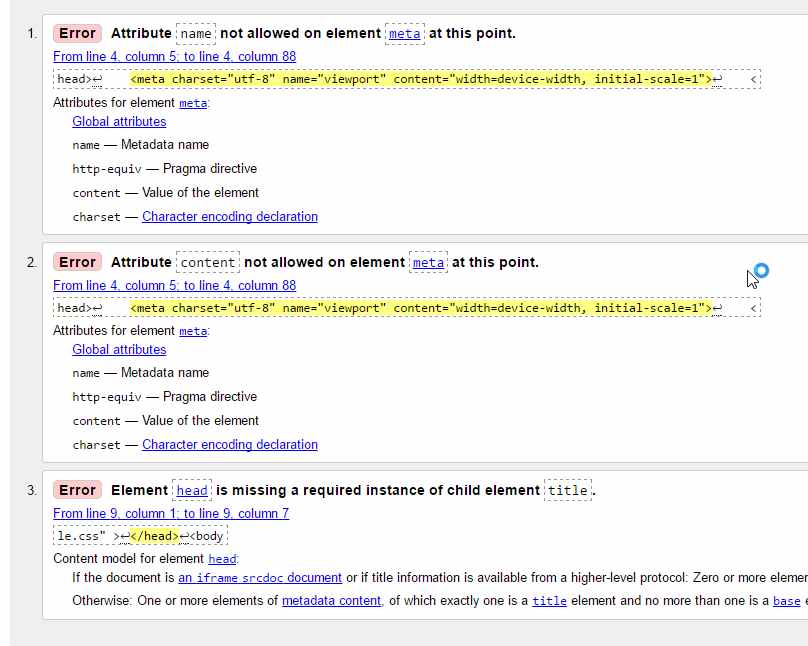 1. Error Attribute name not allowed on element meta at this point.
From line 4, column 5; to line 4, column 88
head>↩    <meta charset="utf-8" name="viewport" content="width=device-width, initial-scale=1">↩    <
Attributes for element meta:
Global attributes
name — Metadata name
http-equiv — Pragma directive
content — Value of the element
charset — Character encoding declaration
2. Error Attribute content not allowed on element meta at this point.
From line 4, column 5; to line 4, column 88
head>↩    <meta charset="utf-8" name="viewport" content="width=device-width, initial-scale=1">↩    <
Attributes for element meta:
Global attributes
name — Metadata name
http-equiv — Pragma directive
content — Value of the element
charset — Character encoding declaration
3. Error Element head is missing a required instance of child element title.
From line 9, column 1; to line 9, column 7
le.css" >↩</head>↩<body
Content model for element head:
If the document is an iframe srcdoc document or if title information is available from a higher-level protocol: Zero or more
Otherwise: One or more elements of metadata content, of which exactly one is a title element and no more than one is a base